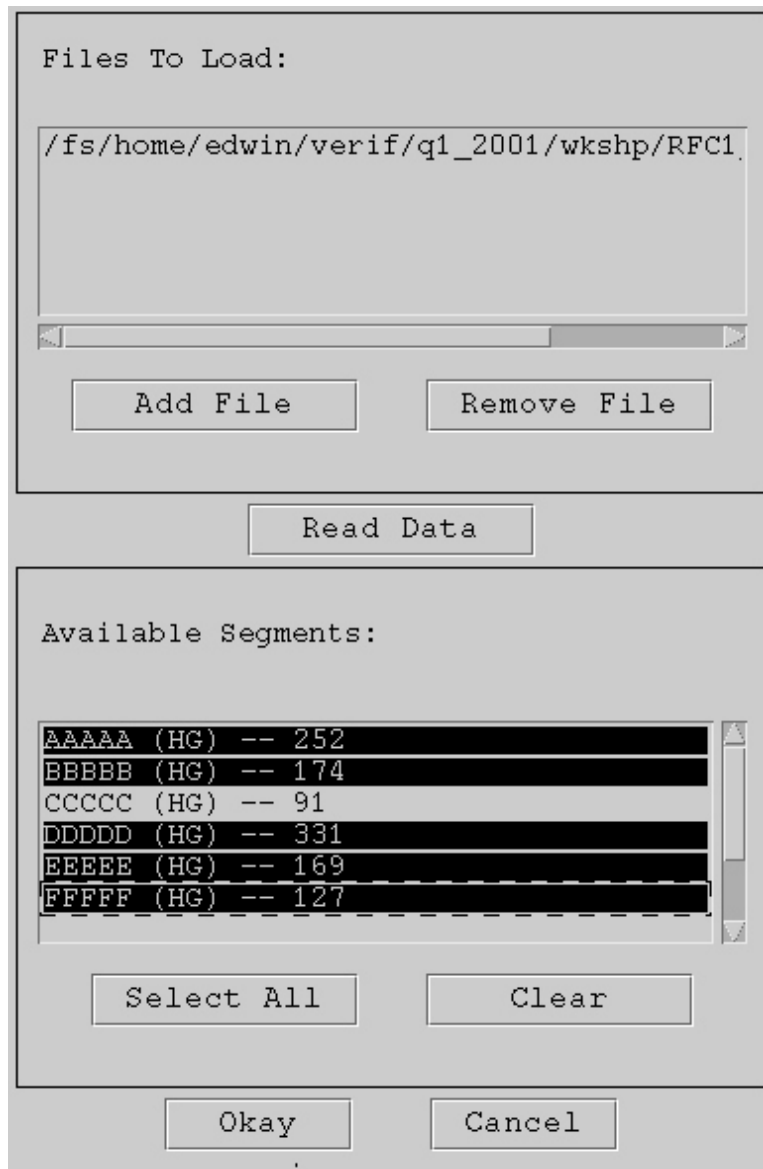 Files To Load:
/fs/home/edwin/verif/q1_2001/wkshp/RFC1
Add File
Remove File
Read Data
Available Segments:
AAAAA (HG) -- 252
BBBBB (HG) -- 174
CCCCC (HG) -- 91
DDDDD (HG) -- 331
EEEEE (HG) -- 169
FFFFF (HG) -- 127
Select All
Clear
Okay
Cancel